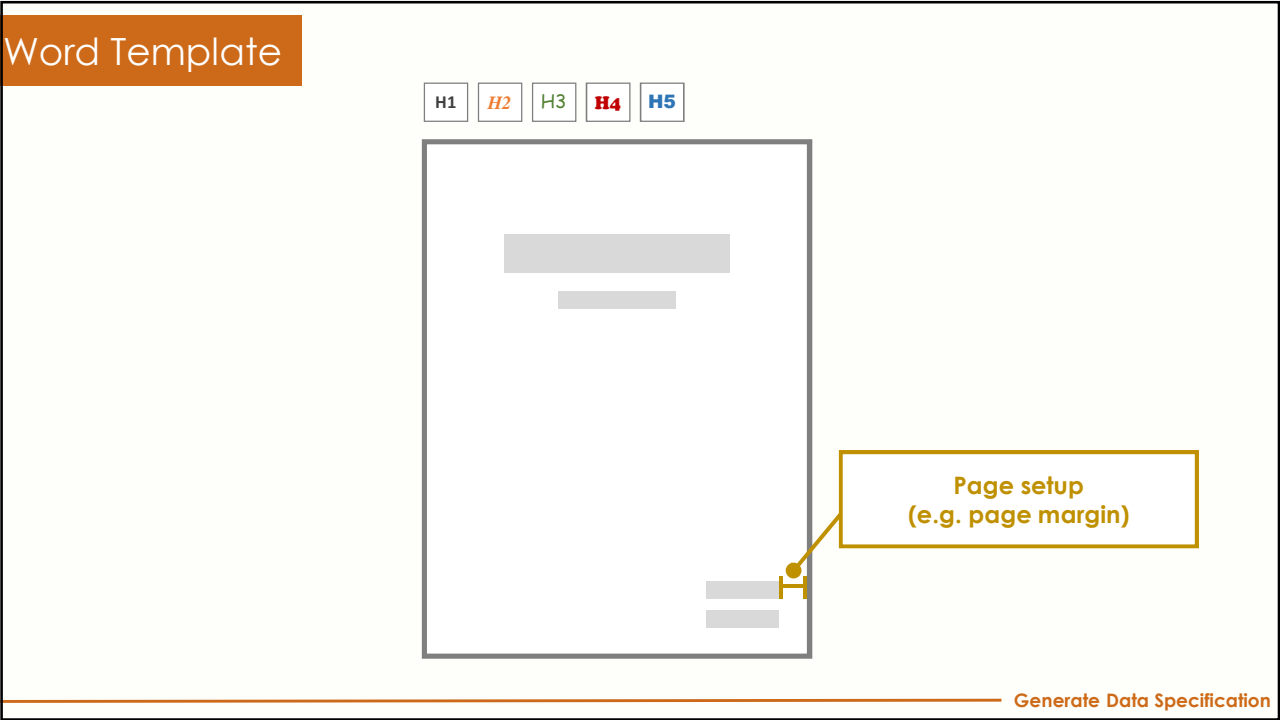 Word Template
H1 H2 H3 H4 H5
Page setup
(e.g. page margin)
Generate Data Specification